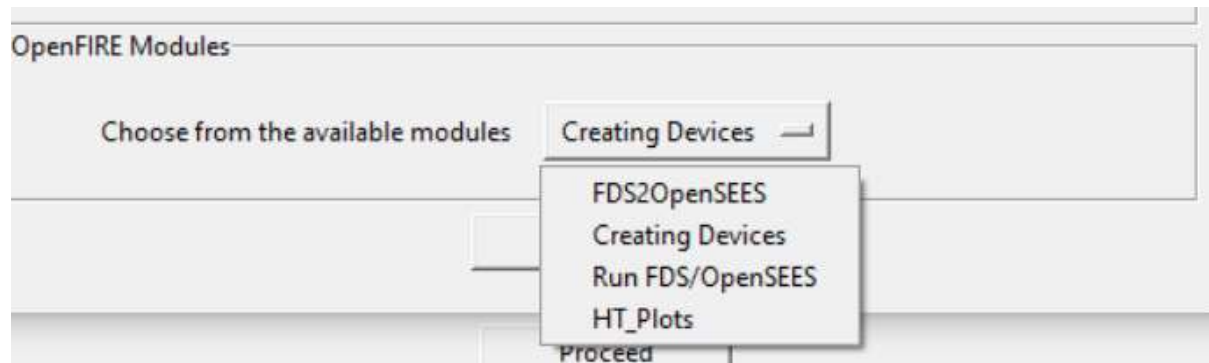 OpenFIRE Modules
Choose from the available modules Creating Devices
FDS2OpenSEES
Creating Devices
Run FDS/OpenSEES
HT_Plots
Proceed